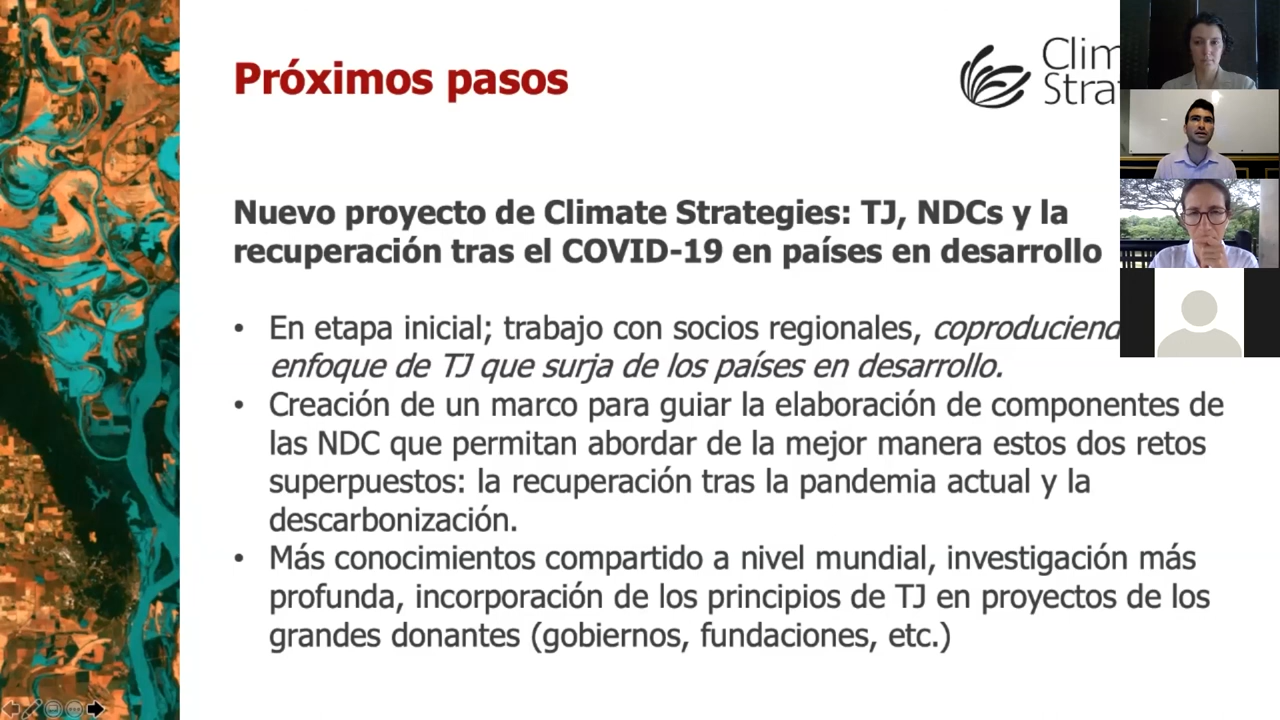 Próximos pasos
Clim
Strat
Nuevo proyecto de Climate Strategies: TJ, NDCs y la
recuperación tras el COVID-19 en países en desarrollo
• En etapa inicial; trabajo con socios regionales, coproduciend
enfoque de TJ que surja de los países en desarrollo.
• Creación de un marco para guiar la elaboración de componentes de
las NDC que permitan abordar de la mejor manera estos dos retos
superpuestos: la recuperación tras la pandemia actual y la
descarbonización.
• Más conocimientos compartido a nivel mundial, investigación más
profunda, incorporación de los principios de TJ en proyectos de los
grandes donantes (gobiernos, fundaciones, etc.)